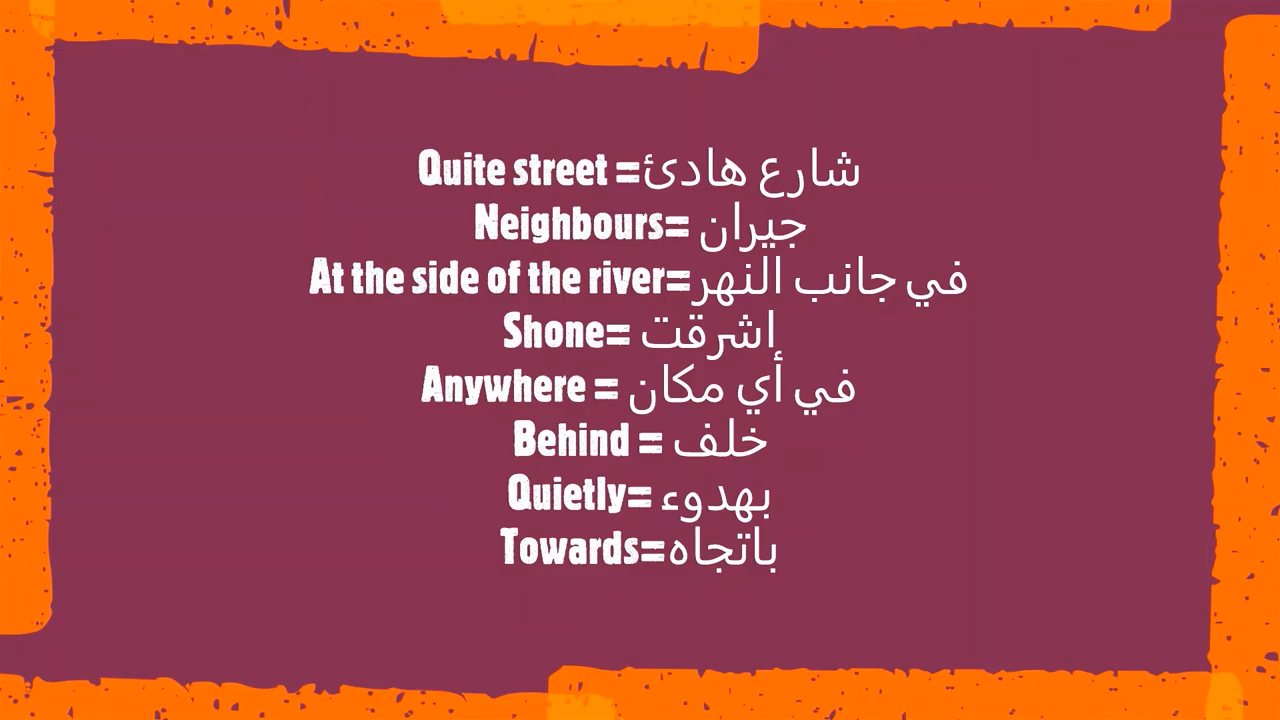 Quite street =شارع هادئ
Neighbours= جيران
At the side of the river=في جانب النهر
Shone= اشرقت
Anywhere = في أي مكان
Behind = خلف
Quietly= بهدوء
Towards=باتجاه